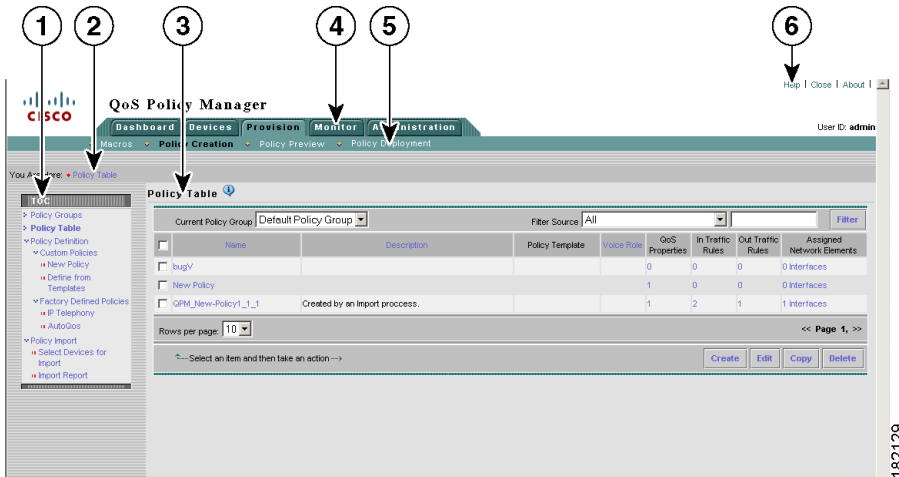 1 2 3 4 5 6
Help | Close | About |
CISCO
QoS Policy Manager
Dashboard Devices Provision Monitor Administration
User ID: admin
Macros Policy Creation Policy Preview Policy Deployment
You Are Here: Policy Table
TOC
Policy Groups
Policy Table
Policy Definition
Custom Policies
New Policy
Define from
Templates
Factory Defined Policies
IP Telephony
AutoQos
Policy Import
Select Devices for
Import
Import Report
Policy Table
Current Policy Group Default Policy Group Filter Source All Filter
Name Description Policy Template Voice Role QoS Properties In Traffic Rules Out Traffic Rules Assigned Network Elements
bugV 0 0 0 0 Interfaces
New Policy 1 0 0 0 Interfaces
QPM_New-Policy1_1_1 Created by an Import proccess. 1 2 1 1 Interfaces
Rows per page: 10 << Page 1, >>
Select an item and then take an action --> Create Edit Copy Delete
182129